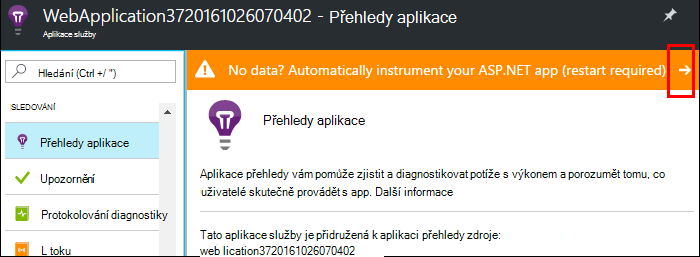 WebApplication3720161026070402 - Přehledy aplikace
Aplikace služby
Hledání (Ctrl +/ ")
No data? Automatically instrument your ASP.NET app (restart required) →
SLEDOVÁNÍ
Přehledy aplikace
Upozornění
Protokolování diagnostiky
L toku
Přehledy aplikace
Aplikace přehledy vám pomůže zjistit a diagnostikovat potíže s výkonem a porozumět tomu, co
uživatelé skutečně provádět s app. Další informace
Tato aplikace služby je přidružená k aplikaci přehledy zdroje:
web lication3720161026070402